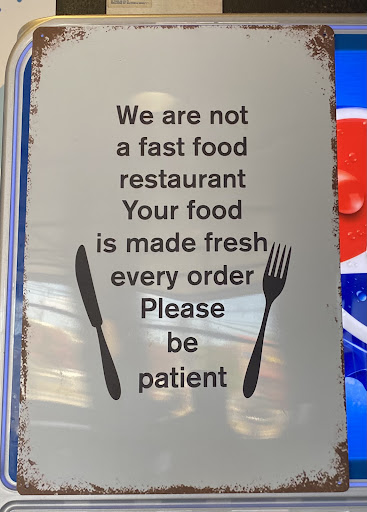 We are not
a fast food
restaurant
Your food
is made fresh
every order
Please
be
patient